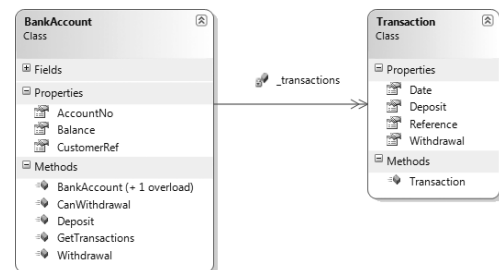 BankAccount
Class
Fields
Properties
AccountNo
Balance
CustomerRef
Methods
BankAccount (+ 1 overload)
CanWithdrawal
Deposit
GetTransactions
Withdrawal
_transactions
Transaction
Class
Properties
Date
Deposit
Reference
Withdrawal
Methods
Transaction